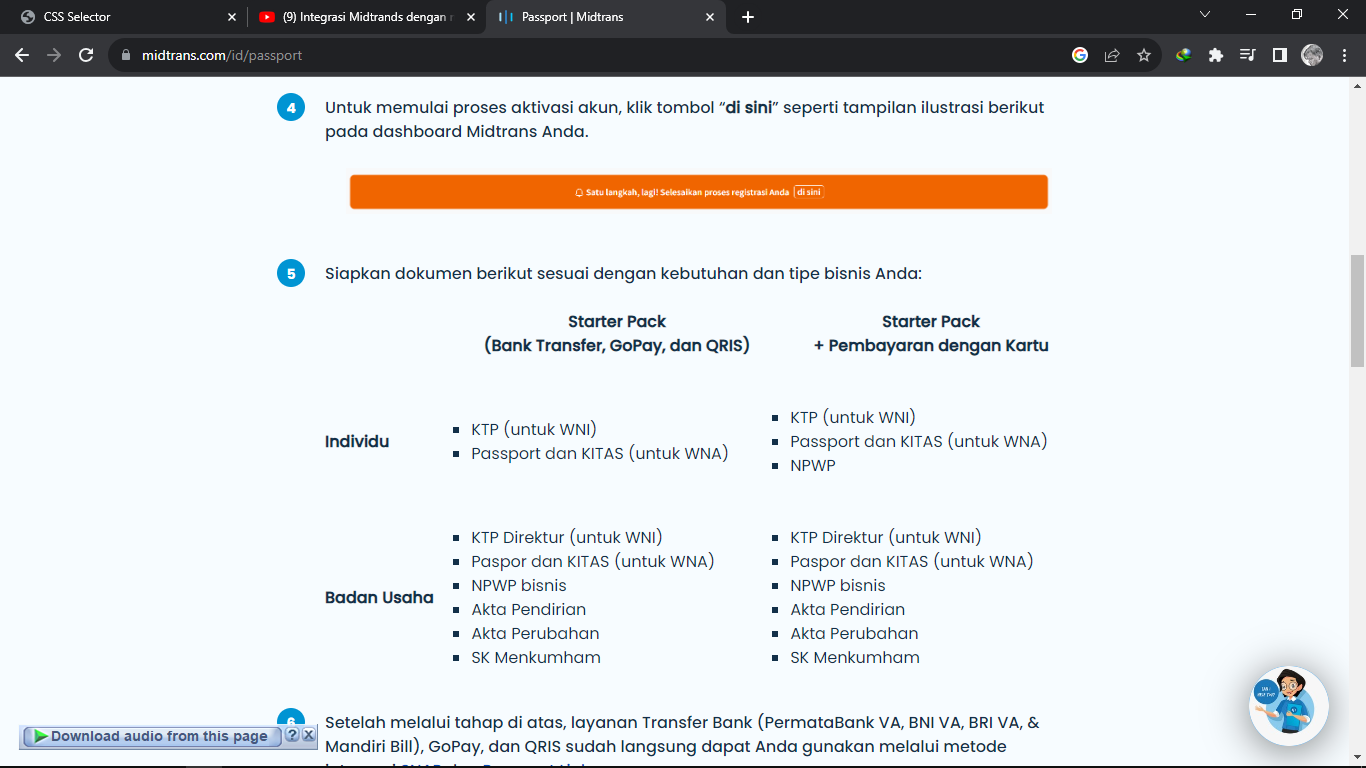 CSS Selector
(9) Integrasi Midtrands dengan
Passport | Midtrans
midtrans.com/id/passport
4
Untuk memulai proses aktivasi akun, klik tombol “di sini” seperti tampilan ilustrasi berikut
pada dashboard Midtrans Anda.
Satu langkah, lagi! Selesaikan proses registrasi Anda di sini
5
Siapkan dokumen berikut sesuai dengan kebutuhan dan tipe bisnis Anda:
Starter Pack
(Bank Transfer, GoPay, dan QRIS)
Starter Pack
+ Pembayaran dengan Kartu
Individu
KTP (untuk WNI)
Passport dan KITAS (untuk WNA)
KTP (untuk WNI)
Passport dan KITAS (untuk WNA)
NPWP
Badan Usaha
KTP Direktur (untuk WNI)
Paspor dan KITAS (untuk WNA)
NPWP bisnis
Akta Pendirian
Akta Perubahan
SK Menkumham
KTP Direktur (untuk WNI)
Paspor dan KITAS (untuk WNA)
NPWP bisnis
Akta Pendirian
Akta Perubahan
SK Menkumham
6
Setelah melalui tahap di atas, layanan Transfer Bank (PermataBank VA, BNI VA, BRI VA, &
Mandiri Bill), GoPay, dan QRIS sudah langsung dapat Anda gunakan melalui metode
Download audio from this page